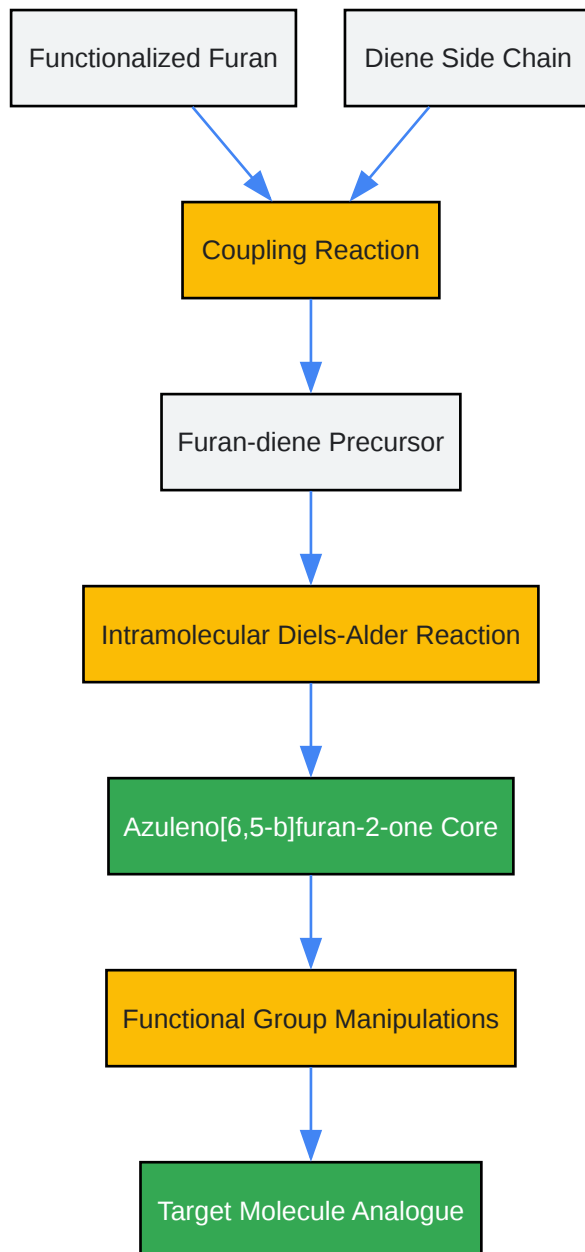 Functionalized Furan
Diene Side Chain
Coupling Reaction
Furan-diene Precursor
Intramolecular Diels-Alder Reaction
Azuleno[6,5-b]furan-2-one Core
Functional Group Manipulations
Target Molecule Analogue